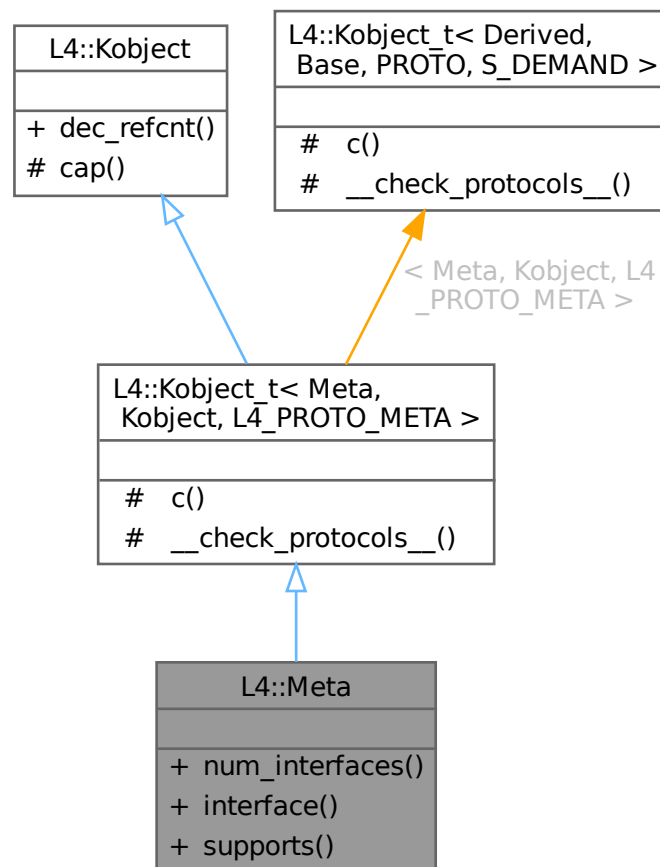 L4::Kobject
+ dec_refcnt()
# cap()
L4::Kobject_t< Derived,
Base, PROTO, S_DEMAND >
# c()
# __check_protocols__()
< Meta, Kobject, L4
_PROTO_META >
L4::Kobject_t< Meta,
Kobject, L4_PROTO_META >
# c()
# __check_protocols__()
L4::Meta
+ num_interfaces()
+ interface()
+ supports()